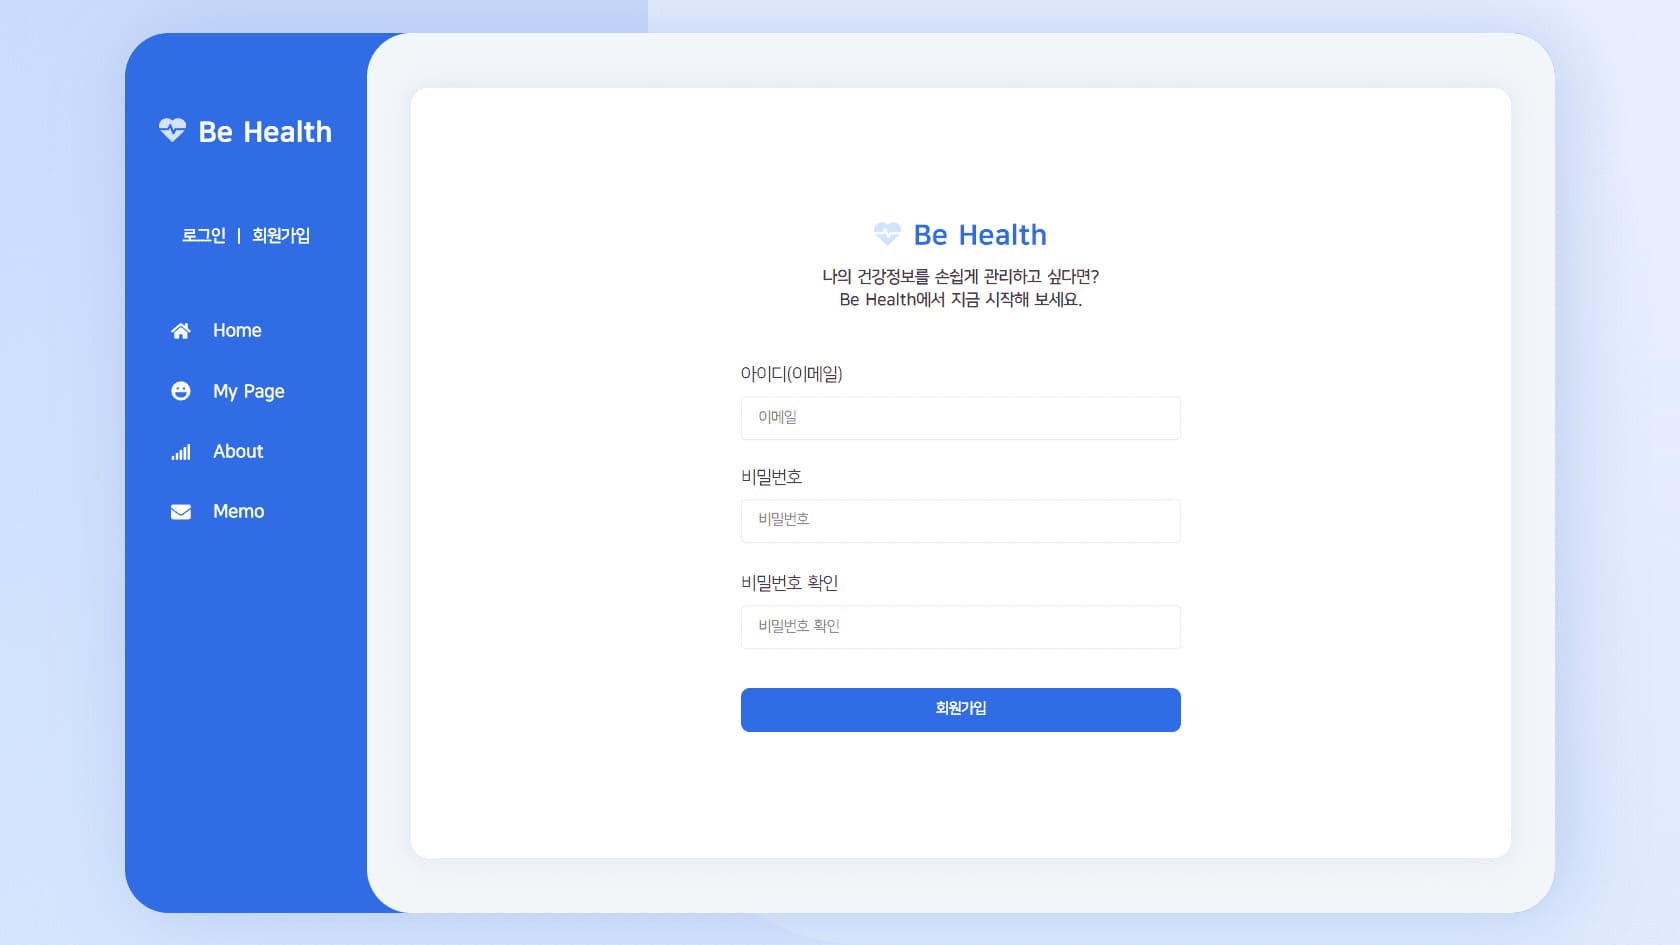 Be Health
로그인 | 회원가입
Home
My Page
About
Memo
Be Health
나의 건강정보를 손쉽게 관리하고 싶다면?
Be Health에서 지금 시작해 보세요.
아이디(이메일)
이메일
비밀번호
비밀번호
비밀번호 확인
비밀번호 확인
회원가입